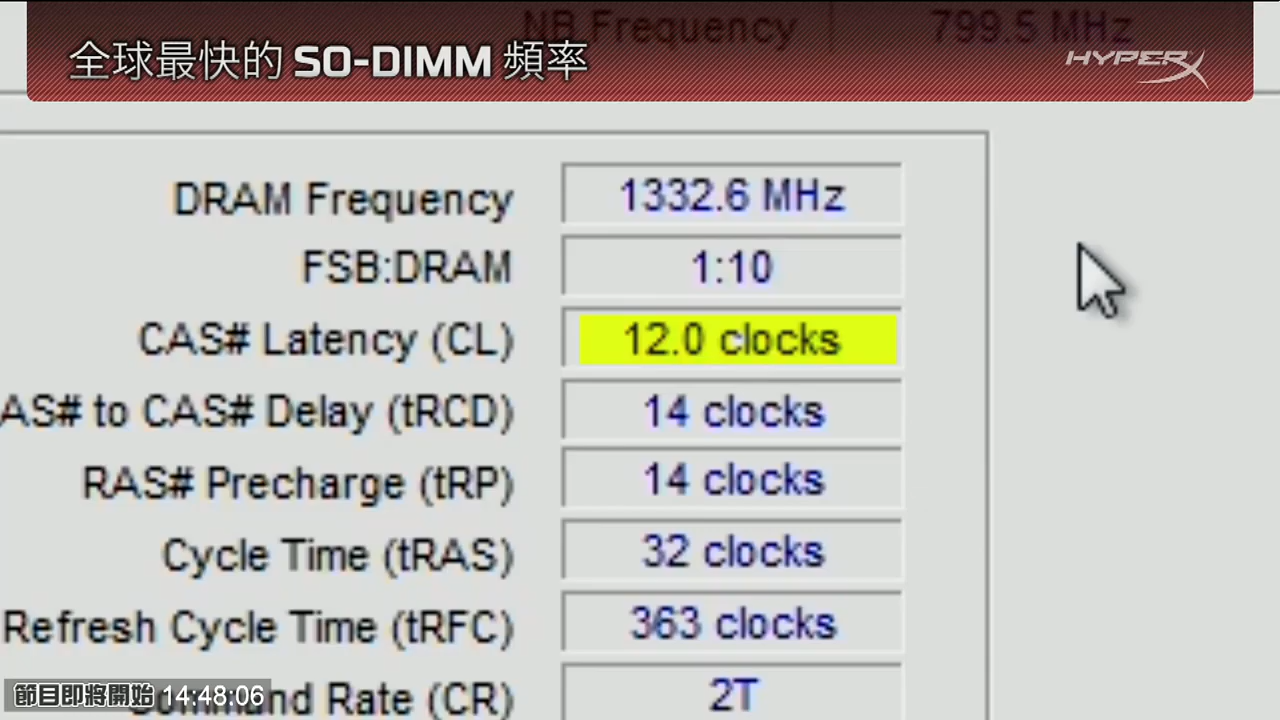 NB Frequency 799.5 MHz
全球最快的 SO-DIMM 頻率
HYPERX
DRAM Frequency 1332.6 MHz
FSB:DRAM 1:10
CAS# Latency (CL) 12.0 clocks
AS# to CAS# Delay (tRCD) 14 clocks
RAS# Precharge (tRP) 14 clocks
Cycle Time (tRAS) 32 clocks
Refresh Cycle Time (tRFC) 363 clocks
Command Rate (CR) 2T
節目即將開始 14:48:06